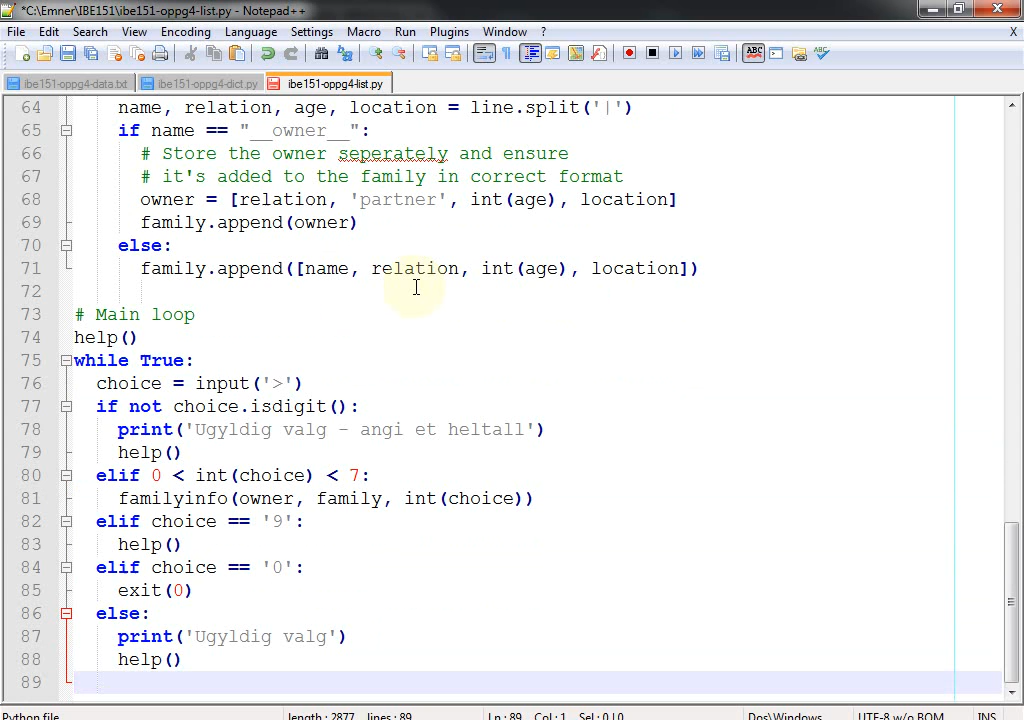 *C:\Emner\IBE151\ibe151-oppg4-list.py - Notepad++
File Edit Search View Encoding Language Settings Macro Run Plugins Window ? X
ibe151-oppg4-data.txt ibe151-oppg4-dict.py ibe151-oppg4-list.py
64 name, relation, age, location = line.split('|')
65 if name == "__owner__":
66 # Store the owner seperately and ensure
67 # it's added to the family in correct format
68 owner = [relation, 'partner', int(age), location]
69 family.append(owner)
70 else:
71 family.append([name, relation, int(age), location])
72
73 # Main loop
74 help()
75 while True:
76 choice = input('>')
77 if not choice.isdigit():
78 print('Ugyldig valg - angi et heltall')
79 help()
80 elif 0 < int(choice) < 7:
81 familyinfo(owner, family, int(choice))
82 elif choice == '9':
83 help()
84 elif choice == '0':
85 exit(0)
86 else:
87 print('Ugyldig valg')
88 help()
89
Python file length : 2877 lines : 89 Ln : 89 Col : 1 Sel : 0 | 0 Dos\Windows UTF-8 w/o BOM INS